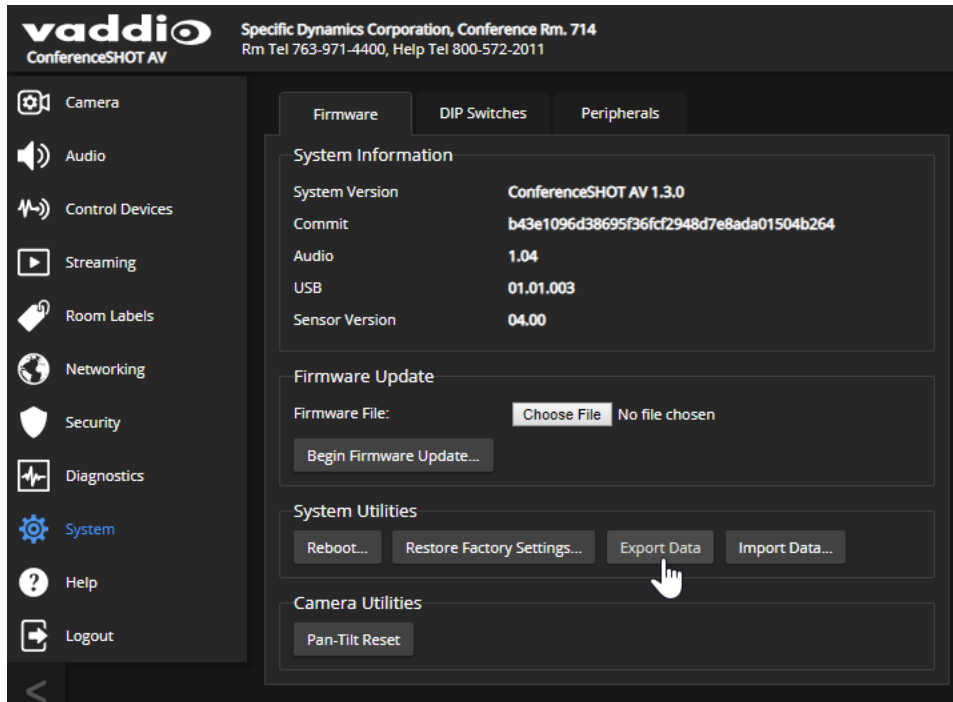 vaddio
ConferenceSHOT AV
Specific Dynamics Corporation, Conference Rm. 714
Rm Tel 763-971-4400, Help Tel 800-572-2011
Camera
Audio
Control Devices
Streaming
Room Labels
Networking
Security
Diagnostics
System
Help
Logout
<
Firmware DIP Switches Peripherals
System Information
System Version ConferenceSHOT AV 1.3.0
Commit b43e1096d38695f36fcf2948d7e8ada01504b264
Audio 1.04
USB 01.01.003
Sensor Version 04.00
Firmware Update
Firmware File: Choose File No file chosen
Begin Firmware Update...
System Utilities
Reboot... Restore Factory Settings... Export Data Import Data...
Camera Utilities
Pan-Tilt Reset